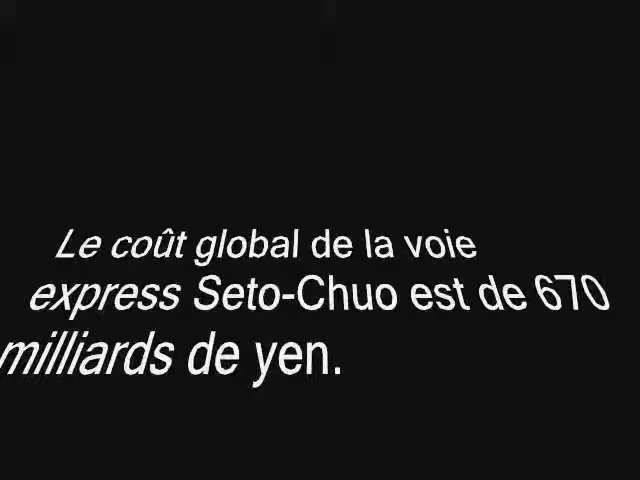 Le coût global de la voie
express Seto-Chuo est de 670
milliards de yen.